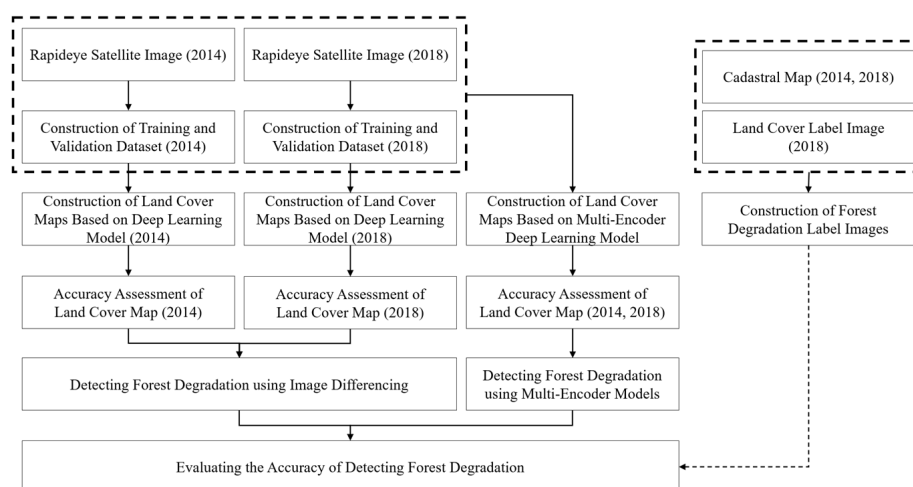 Rapideye Satellite Image (2014)
Rapideye Satellite Image (2018)
Cadastral Map (2014, 2018)
Construction of Training and
Validation Dataset (2014)
Construction of Training and
Validation Dataset (2018)
Land Cover Label Image
(2018)
Construction of Land Cover
Maps Based on Deep Learning
Model (2014)
Construction of Land Cover
Maps Based on Deep Learning
Model (2018)
Construction of Land Cover
Maps Based on Multi-Encoder
Deep Learning Model
Construction of Forest
Degradation Label Images
Accuracy Assessment of
Land Cover Map (2014)
Accuracy Assessment of
Land Cover Map (2018)
Accuracy Assessment of
Land Cover Map (2014, 2018)
Detecting Forest Degradation using Image Differencing
Detecting Forest Degradation
using Multi-Encoder Models
Evaluating the Accuracy of Detecting Forest Degradation